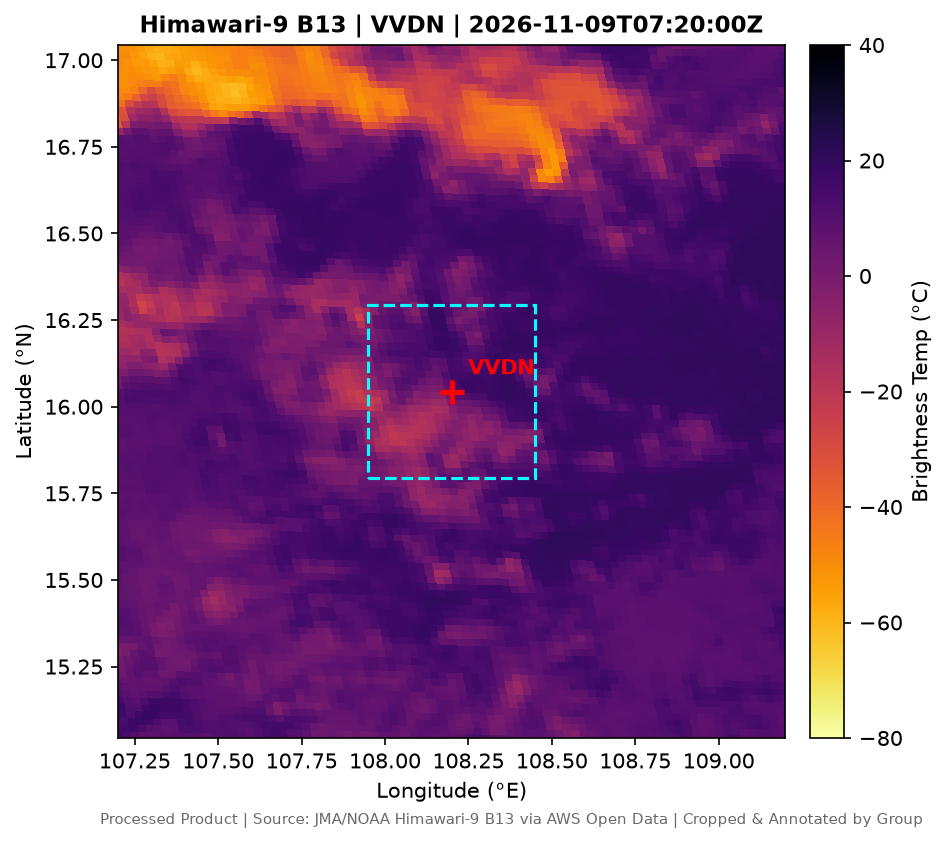 Himawari-9 B13 | VVDN | 2026-11-09T07:20:00Z
17.00
16.75
16.50
16.25
16.00
15.75
15.50
15.25
Latitude (°N)
VVDN
107.25 107.50 107.75 108.00 108.25 108.50 108.75 109.00
Longitude (°E)
40
20
0
−20
−40
−60
−80
Brightness Temp (°C)
Processed Product | Source: JMA/NOAA Himawari-9 B13 via AWS Open Data | Cropped & Annotated by Group